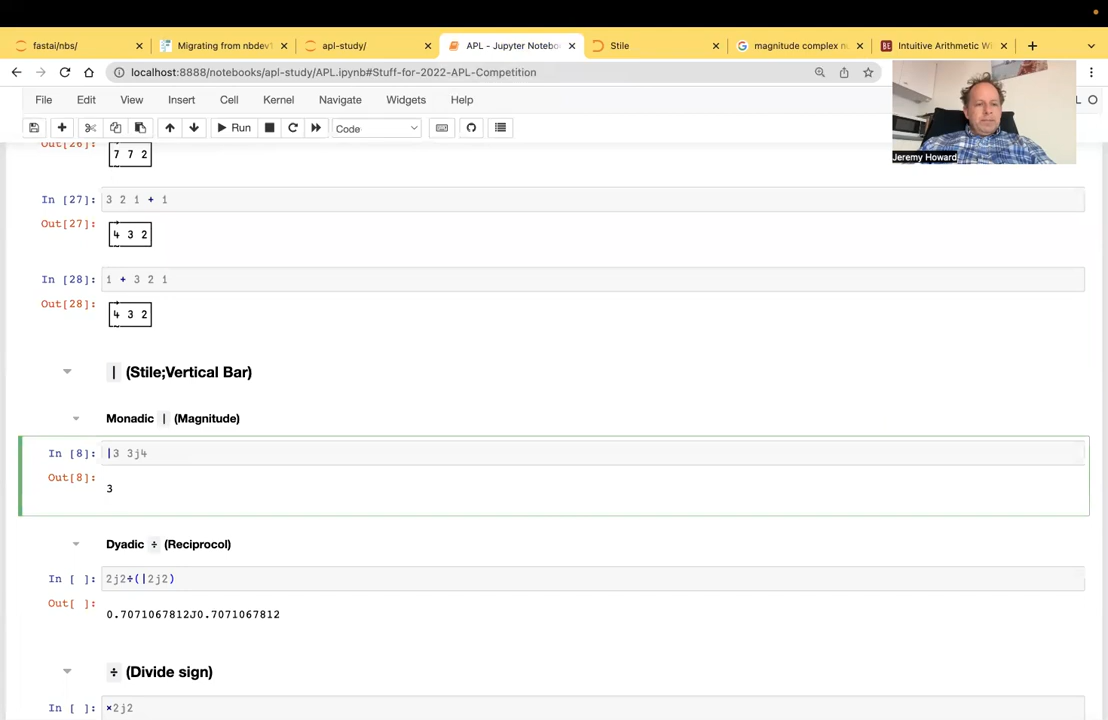 fastai/nbs/
Migrating from nbdev1
apl-study/
APL - Jupyter Notebo
Stile
magnitude complex nu
Intuitive Arithmetic Wi
localhost:8888/notebooks/apl-study/APL.ipynb#Stuff-for-2022-APL-Competition
File Edit View Insert Cell Kernel Navigate Widgets Help
Run
Code
Jeremy Howard
Out[26]:
7 7 2
In [27]: 3 2 1 + 1
Out[27]:
4 3 2
In [28]: 1 + 3 2 1
Out[28]:
4 3 2
| (Stile;Vertical Bar)
Monadic | (Magnitude)
In [8]: |3 3j4
Out[8]:
3
Dyadic ÷ (Reciprocol)
In [ ]: 2j2÷(|2j2)
Out[ ]:
0.7071067812J0.7071067812
÷ (Divide sign)
In [ ]: ×2j2